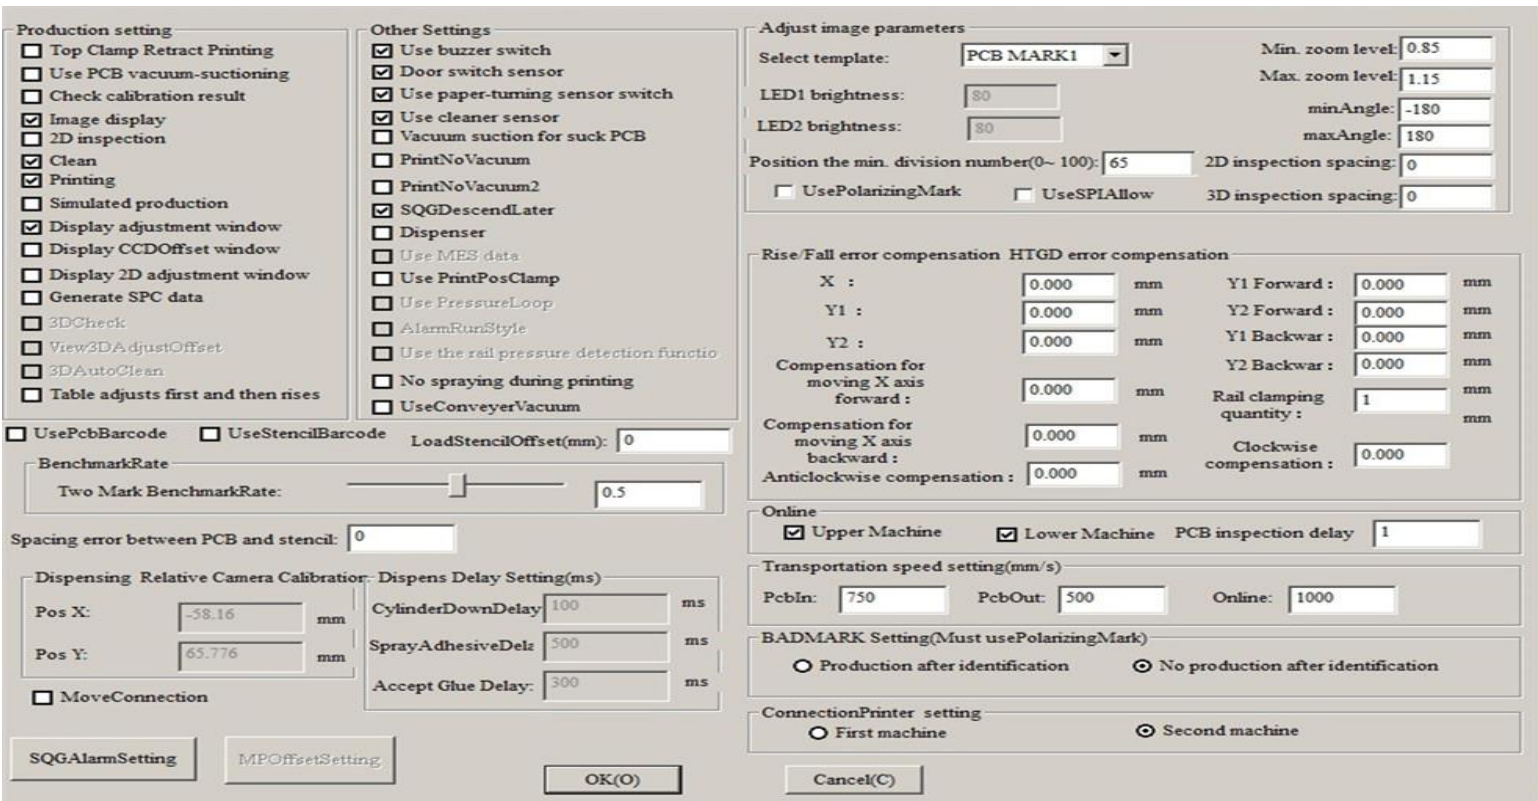 Production setting
Top Clamp Retract Printing
Use PCB vacuum-suctioning
Check calibration result
Image display
2D inspection
Clean
Printing
Simulated production
Display adjustment window
Display CCDOffset window
Display 2D adjustment window
Generate SPC data
3DCheck
View3DAdjustOffset
3DAutoClean
Table adjusts first and then rises
Other Settings
Use buzzer switch
Door switch sensor
Use paper-turning sensor switch
Use cleaner sensor
Vacuum suction for suck PCB
PrintNoVacuum
PrintNoVacuum2
SQGDescendLater
Dispenser
Use MES data
Use PrintPosClamp
Use PressureLoop
AlarmRunStyle
Use the rail pressure detection functio
No spraying during printing
UseConveyerVacuum
UsePcbBarcode UseStencilBarcode LoadStencilOffset(mm): 0
BenchmarkRate
Two Mark BenchmarkRate: 0.5
Spacing error between PCB and stencil: 0
Dispensing Relative Camera Calibration
Pos X: -58.16 mm
Pos Y: 65.776 mm
Dispens Delay Setting(ms)
CylinderDownDelay 100 ms
SprayAdhesiveDela 500 ms
Accept Glue Delay: 300 ms
MoveConnection
SQGAlarmSetting MPOffsetSetting
OK(O) Cancel(C)
Adjust image parameters
Select template: PCB MARK1 Min. zoom level: 0.85
Max. zoom level: 1.15
LED1 brightness: 80 minAngle: -180
LED2 brightness: 80 maxAngle: 180
Position the min. division number(0~ 100): 65 2D inspection spacing: 0
UsePolarizingMark UseSPIAllow 3D inspection spacing: 0
Rise/Fall error compensation HTGD error compensation
X : 0.000 mm Y1 Forward : 0.000 mm
Y1 : 0.000 mm Y2 Forward : 0.000 mm
Y2 : 0.000 mm Y1 Backwar : 0.000 mm
Y2 Backwar : 0.000 mm
Compensation for
moving X axis
forward : 0.000 mm
Rail clamping
quantity : 1 mm
mm
Compensation for
moving X axis
backward : 0.000 mm
Clockwise
compensation : 0.000
Anticlockwise compensation : 0.000 mm
Online
Upper Machine Lower Machine PCB inspection delay 1
Transportation speed setting(mm/s)
PcbIn: 750 PcbOut: 500 Online: 1000
BADMARK Setting(Must usePolarizingMark)
Production after identification No production after identification
ConnectionPrinter setting
First machine Second machine